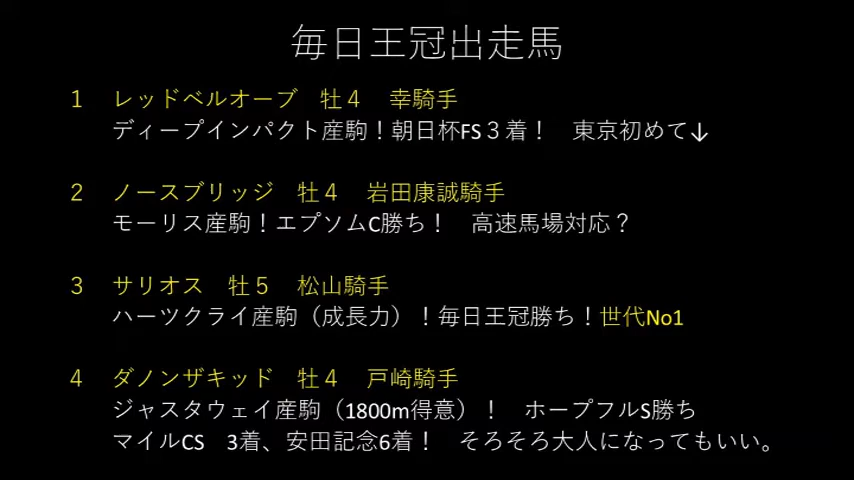 毎日王冠出走馬
1 レッドベルオーブ 牡４ 幸騎手
ディープインパクト産駒！朝日杯FS３着！ 東京初めて↓
2 ノースブリッジ 牡４ 岩田康誠騎手
モーリス産駒！エプソムC勝ち！ 高速馬場対応？
3 サリオス 牡５ 松山騎手
ハーツクライ産駒（成長力）！毎日王冠勝ち！世代No1
4 ダノンザキッド 牡４ 戸崎騎手
ジャスタウェイ産駒（1800m得意）！ ホープフルS勝ち
マイルCS 3着、安田記念6着！ そろそろ大人になってもいい。